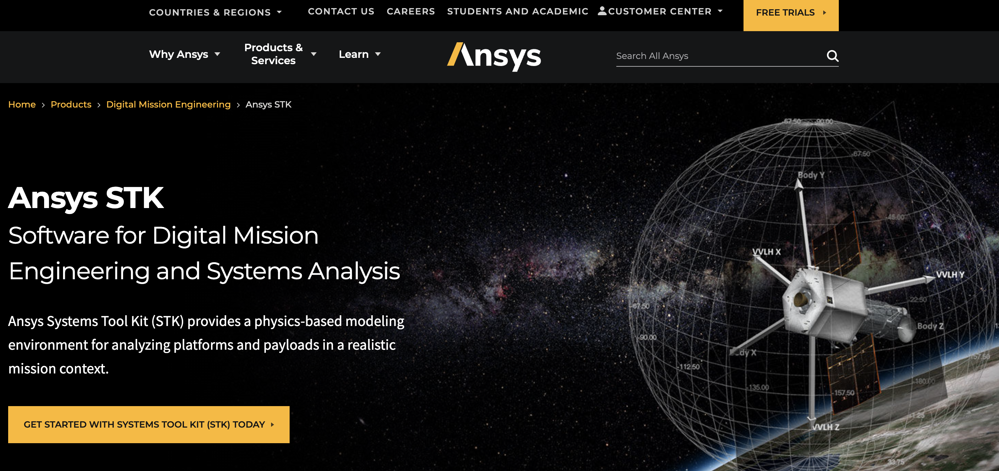 COUNTRIES & REGIONS
CONTACT US
CAREERS
STUDENTS AND ACADEMIC
CUSTOMER CENTER
FREE TRIALS
Why Ansys
Products &
Services
Learn
Ansys
Search All Ansys
Home › Products › Digital Mission Engineering › Ansys STK
Ansys STK
Software for Digital Mission
Engineering and Systems Analysis
Ansys Systems Tool Kit (STK) provides a physics-based modeling
environment for analyzing platforms and payloads in a realistic
mission context.
GET STARTED WITH SYSTEMS TOOL KIT (STK) TODAY
-67.50
-90.00
-67.50
Body Y
-45.00
VVLH X
VVLH Y
-22.50
-67.50
Body Z
-90.00
Body X
-157.50
-112.50
-180.00
-135.00
-157.50
VVLH Z